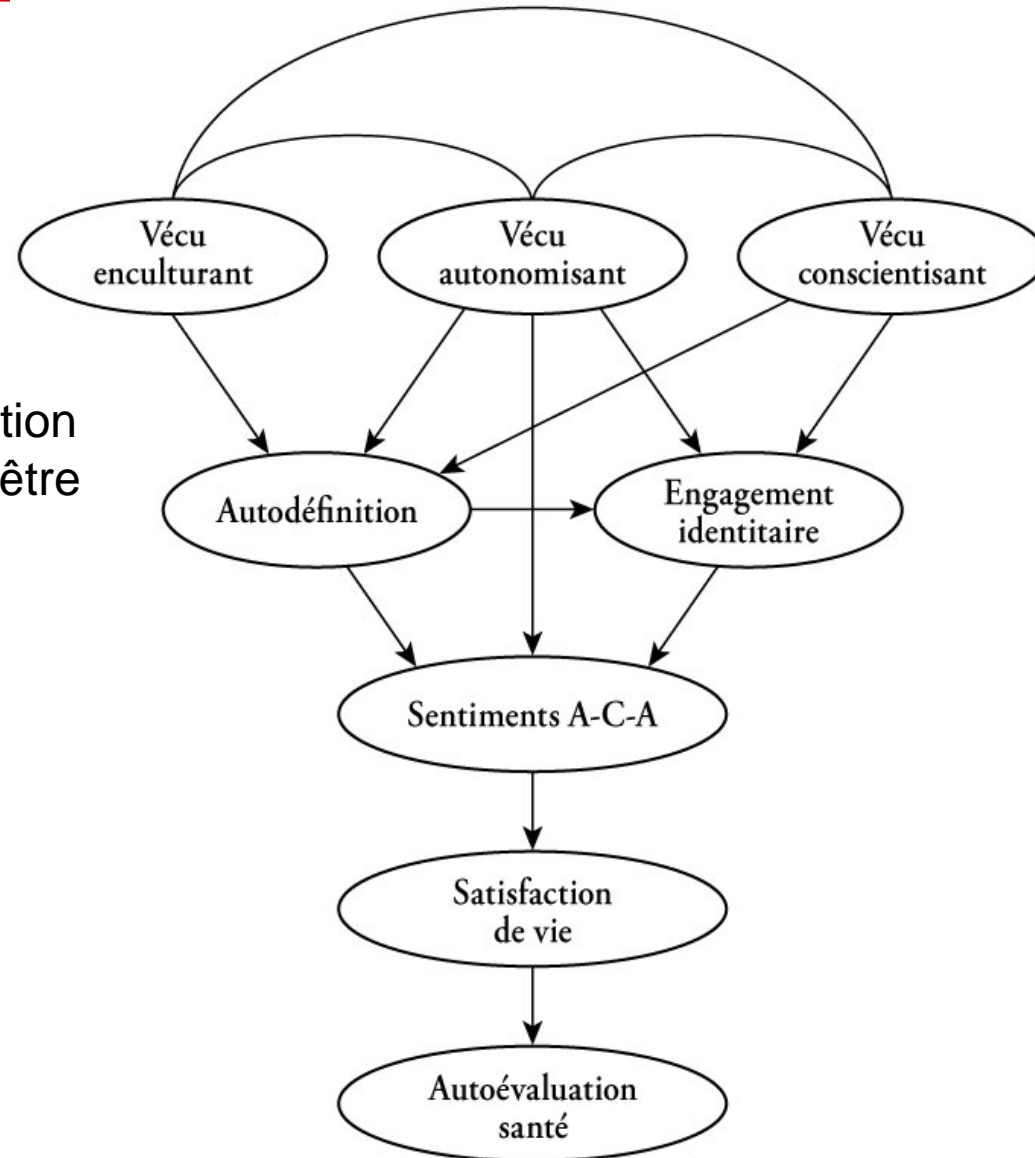 Vécu
enculturant
Vécu
autonomisant
Vécu
conscientisant
tion
être
Autodéfinition
Engagement
identitaire
Sentiments A-C-A
Satisfaction
de vie
Autoévaluation
santé